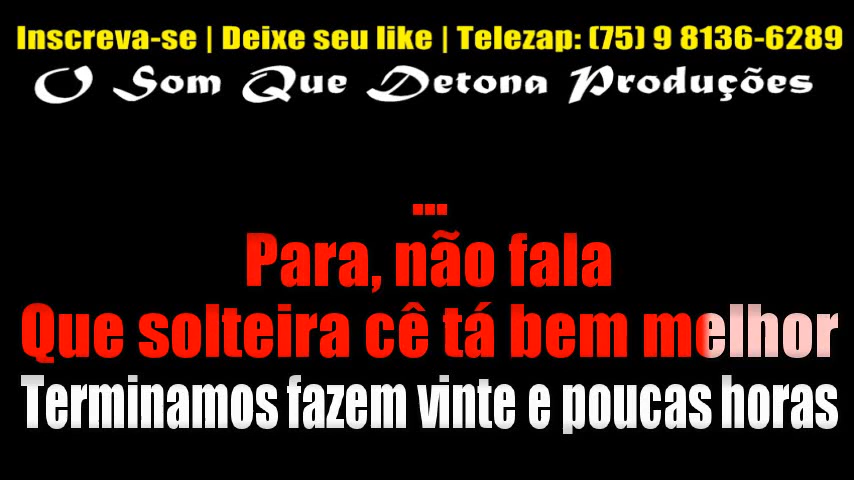 Inscreva-se | Deixe seu like | Telezap: (75) 9 8136-6289
O Som Que Detona Produções
...
Para, não fala
Que solteira cê tá bem melhor
Terminamos fazem vinte e poucas horas